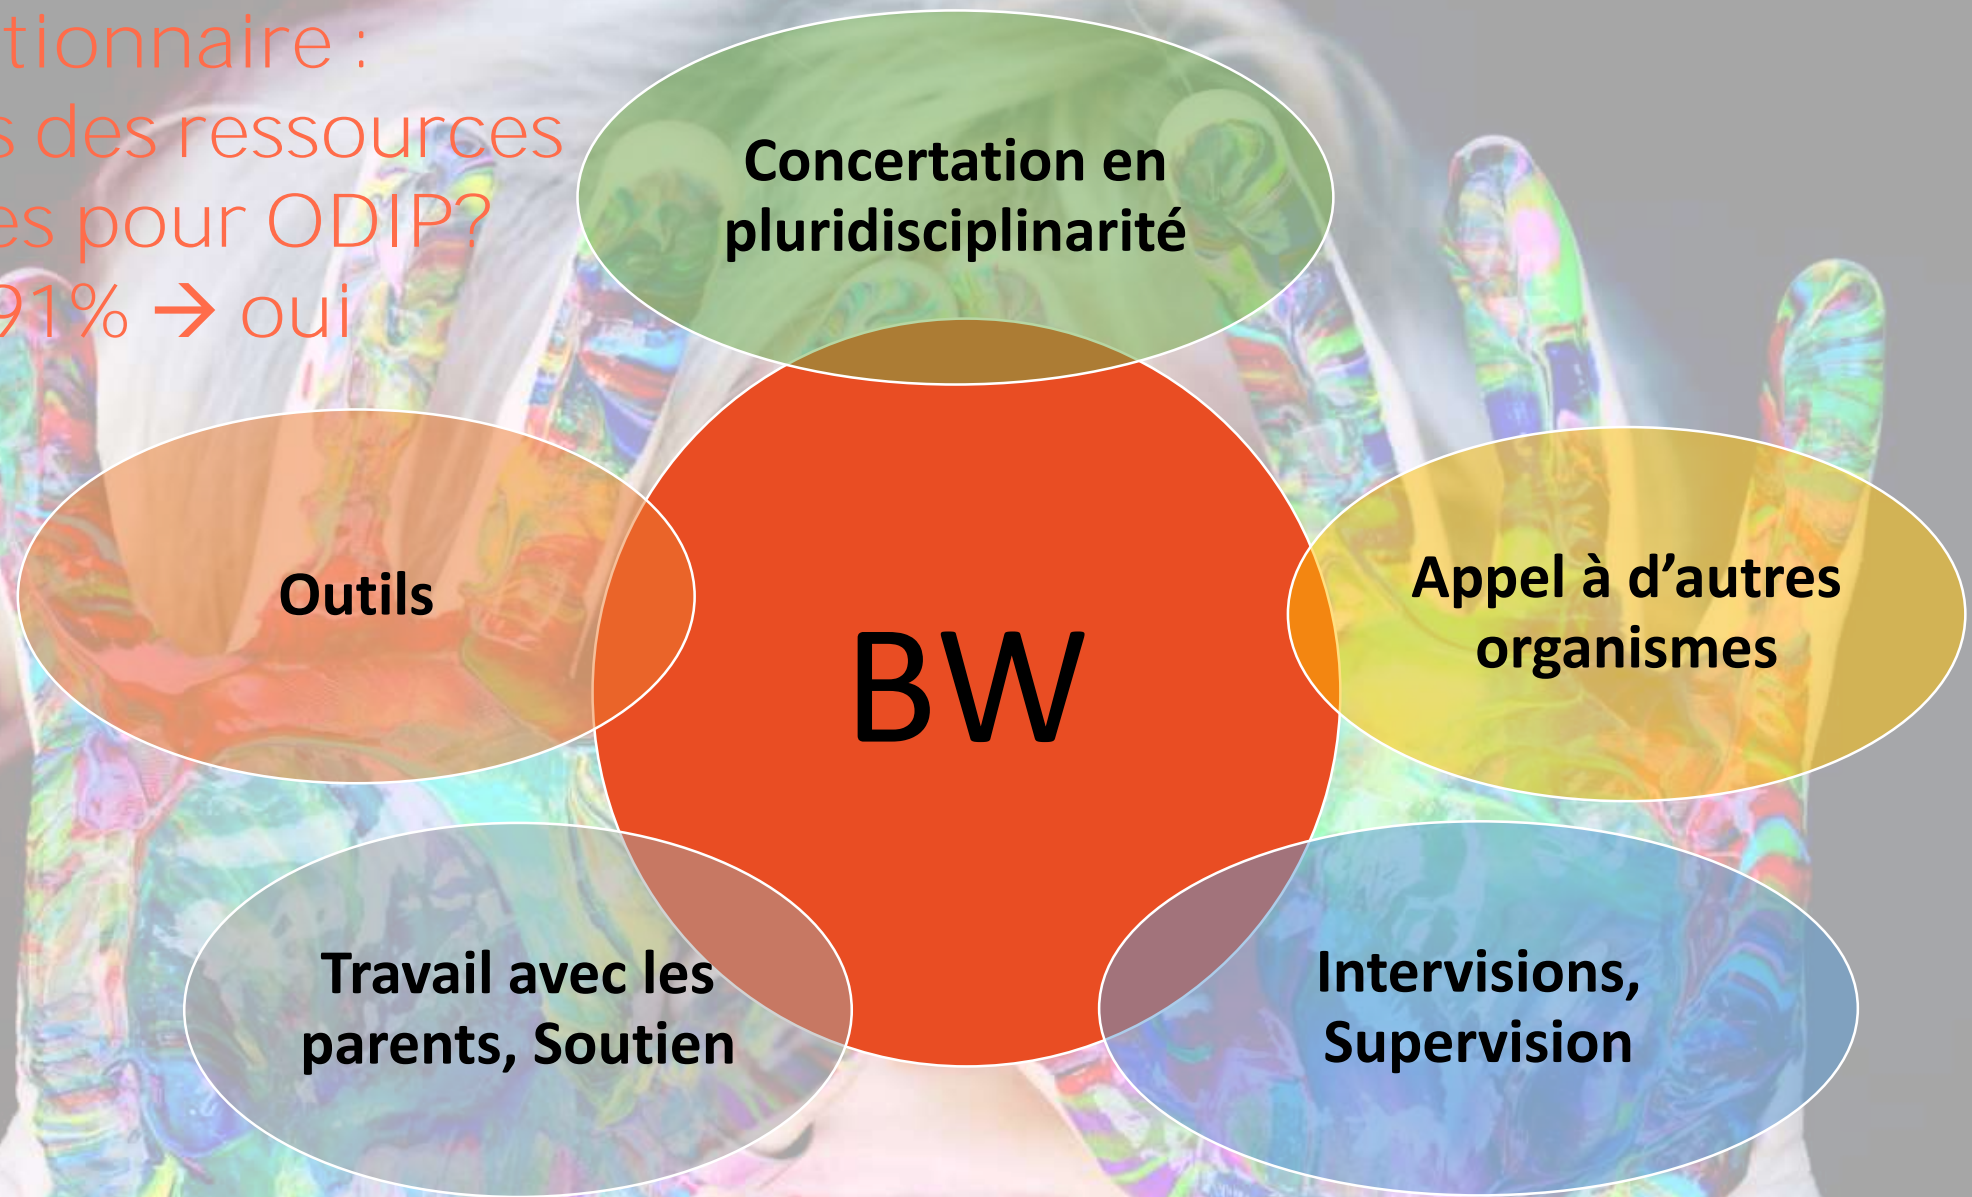 tionnaire :
s des ressources
es pour ODIP?
91% → oui
Concertation en
pluridisciplinarité
Outils
Appel à d’autres
organismes
BW
Travail avec les
parents, Soutien
Intervisions,
Supervision